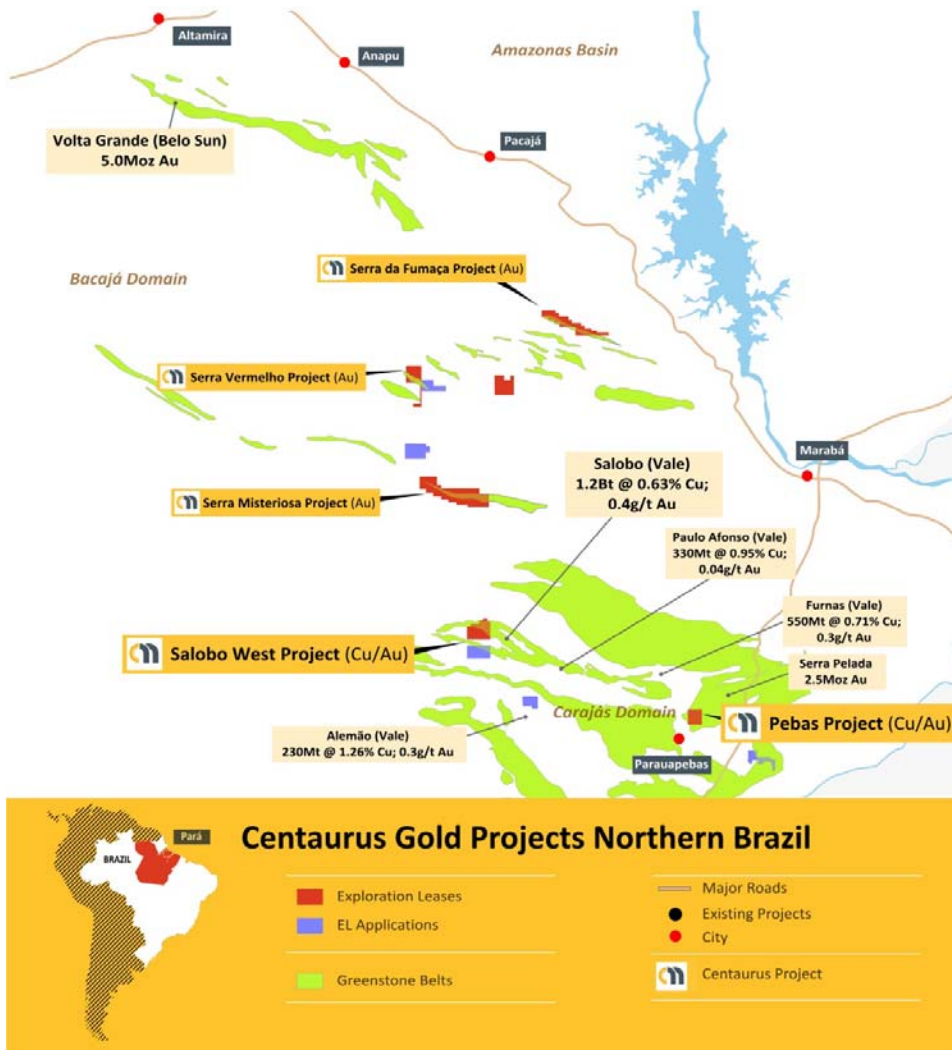 Altamira
Anapu
Amazonas Basin
Volta Grande (Belo Sun)
5.0Moz Au
Pacajá
Bacajá Domain
Serra da Fumaça Project (Au)
Serra Vermelho Project (Au)
Marabá
Salobo (Vale)
1.2Bt @ 0.63% Cu;
0.4g/t Au
Serra Misteriosa Project (Au)
Paulo Afonso (Vale)
330Mt @ 0.95% Cu;
0.04g/t Au
Furnas (Vale)
550Mt @ 0.71% Cu;
0.3g/t Au
Salobo West Project (Cu/Au)
Serra Pelada
2.5Moz Au
Carajás Domain
Pebas Project (Cu/Au)
Alemão (Vale)
230Mt @ 1.26% Cu; 0.3g/t Au
Parauapebas
Pará
BRAZIL
Centaurus Gold Projects Northern Brazil
Exploration Leases
EL Applications
Greenstone Belts
Major Roads
Existing Projects
City
Centaurus Project